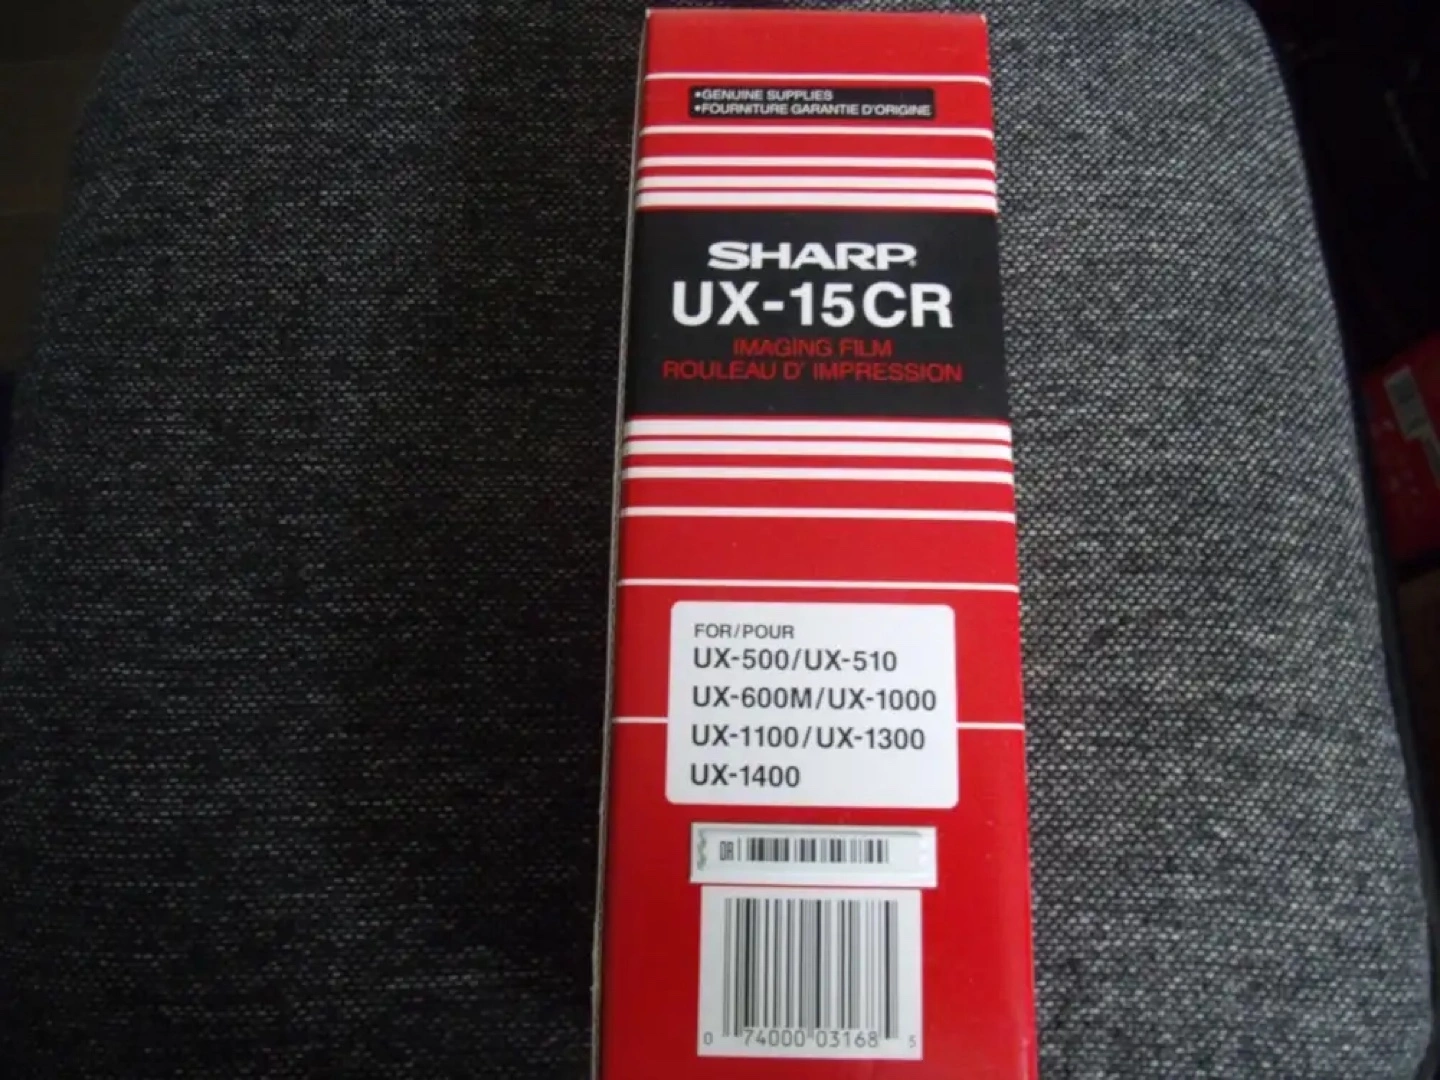 •GENUINE SUPPLIES
•FOURNITURE GARANTIE D'ORIGINE
SHARP
UX-15CR
IMAGING FILM
ROULEAU D' IMPRESSION
FOR/POUR
UX-500/UX-510
UX-600M/UX-1000
UX-1100/UX-1300
UX-1400
OR
0 74000 03168 5